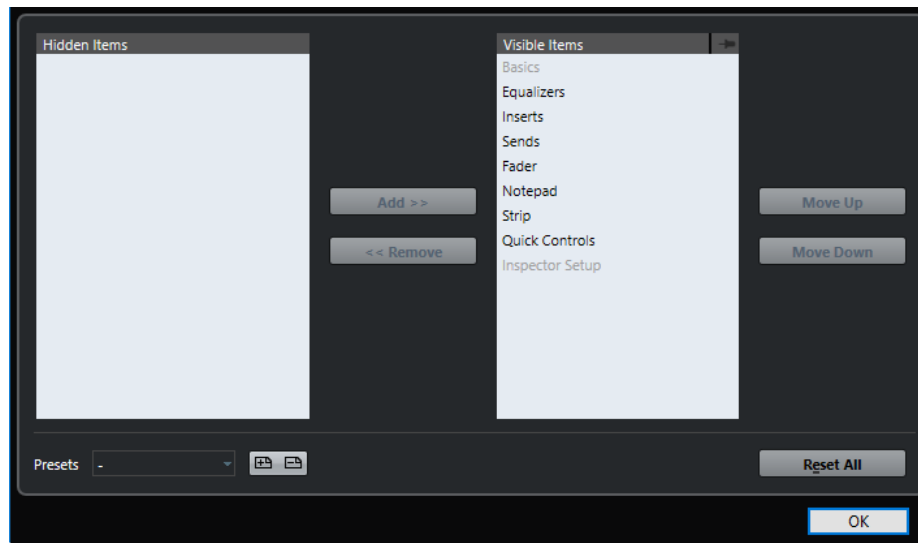 Hidden Items
Visible Items
Basics
Equalizers
Inserts
Sends
Fader
Notepad
Strip
Quick Controls
Inspector Setup
Add >>
<< Remove
Move Up
Move Down
Presets -
Reset All
OK